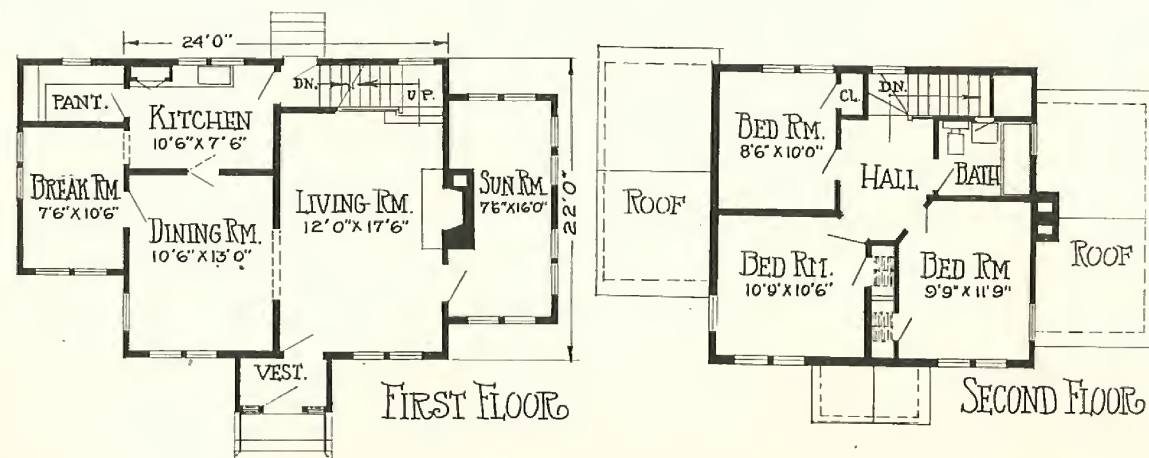 24'0"
PANT.
KITCHEN
10'6" X 7'6"
DN.
UP.
BREAK RM.
7'6" X 10'6"
DINING RM.
10'6" X 13'0"
LIVING RM.
12'0" X 17'6"
SUN RM.
7'6" X 16'0"
22'0"
VEST.
FIRST FLOOR
ROOF
BED RM.
8'6" X 10'0"
CL.
DN.
HALL
BATH
BED RM.
10'9" X 10'6"
BED RM
9'9" X 11'9"
ROOF
SECOND FLOOR